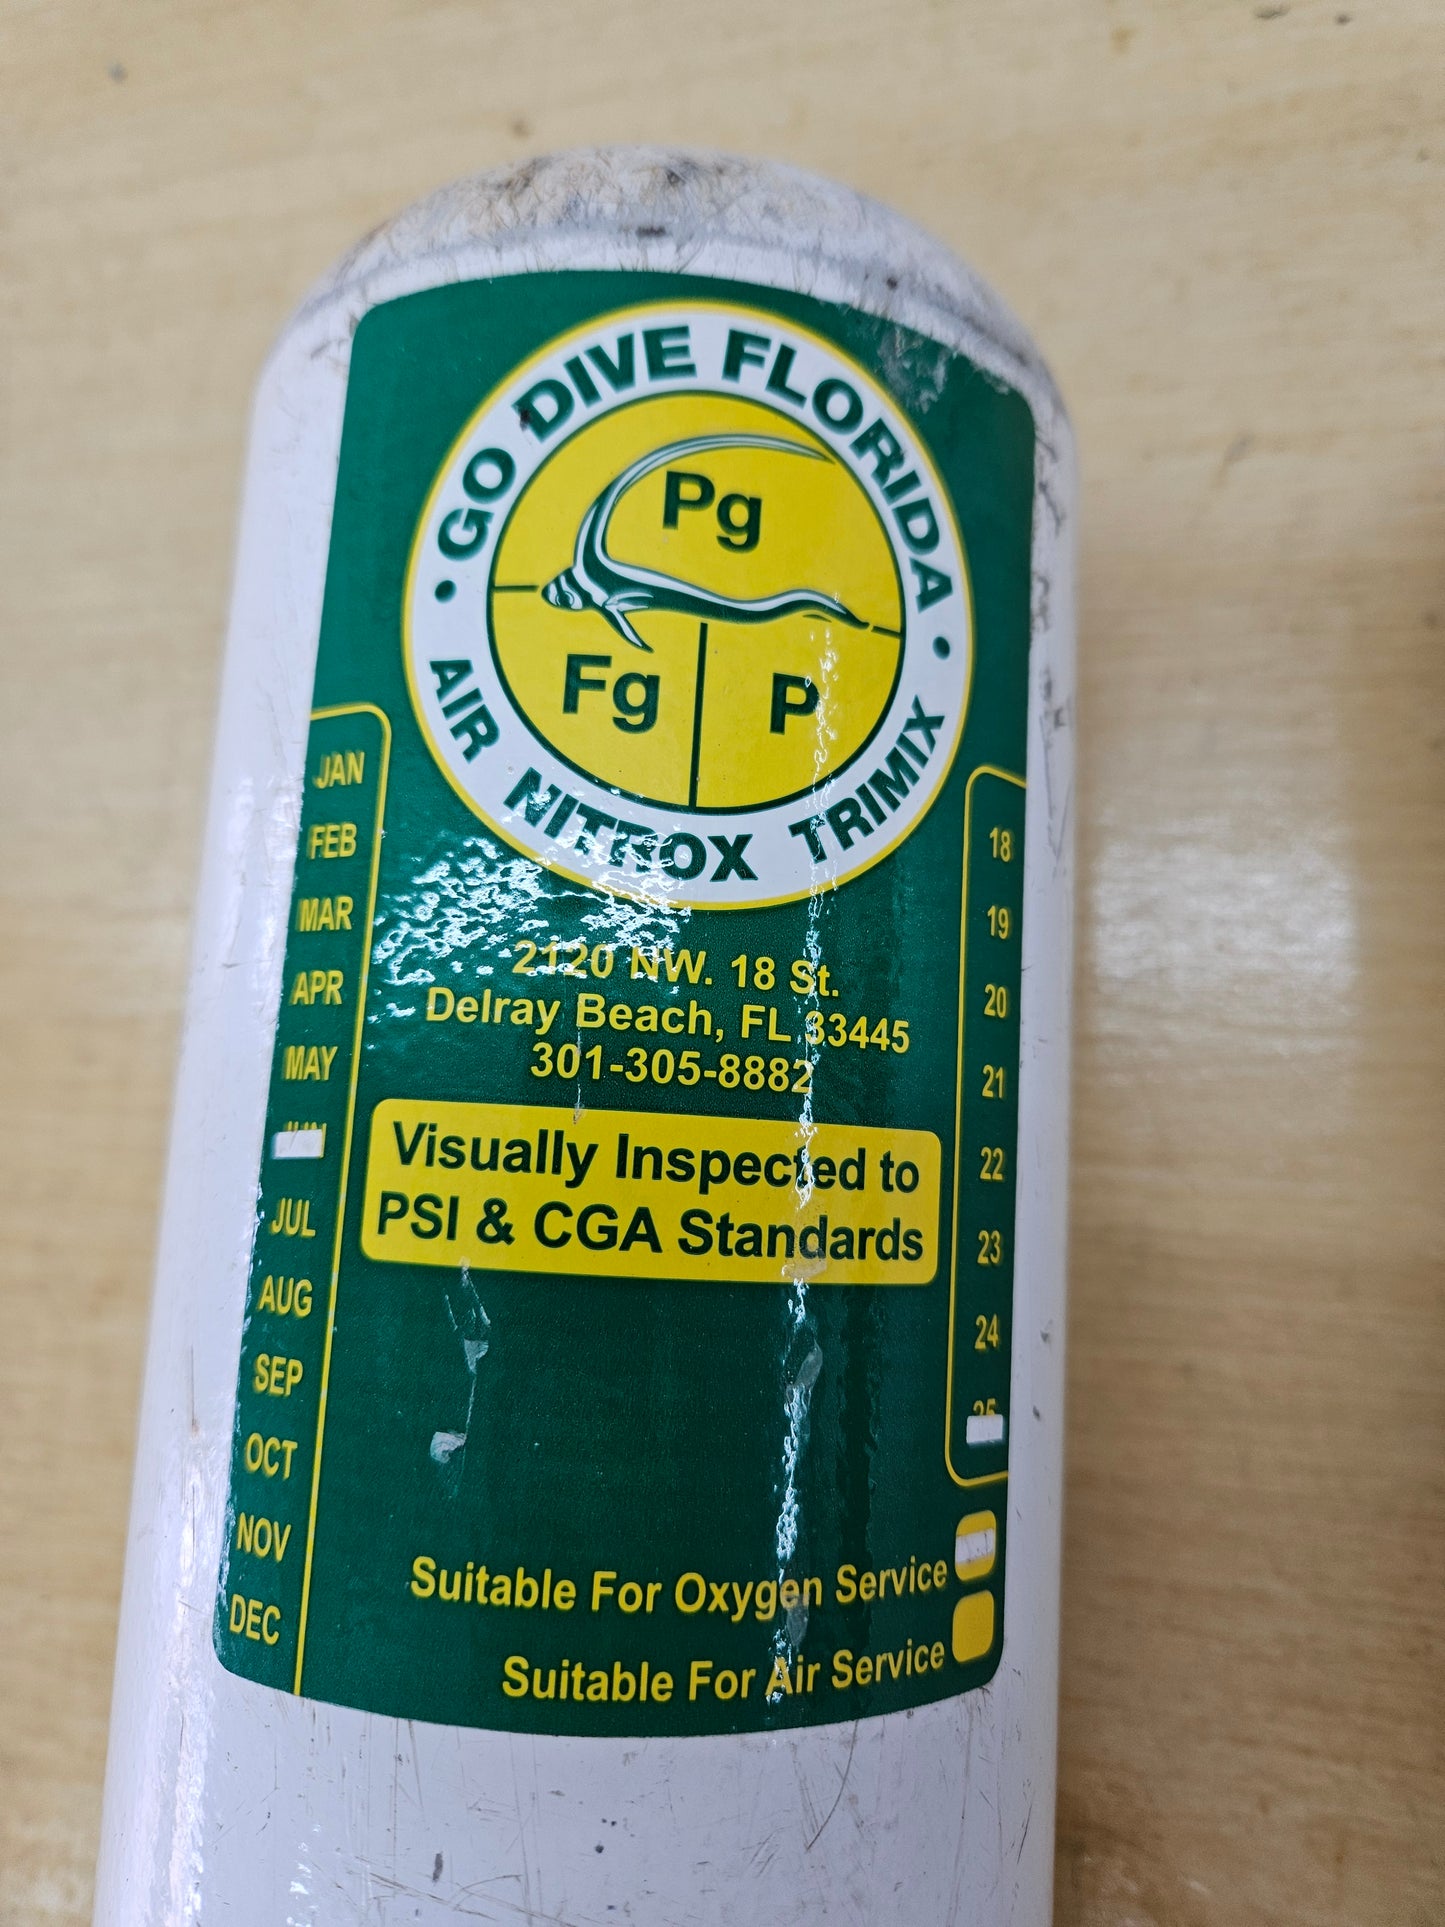 • GO DIVE FLORIDA •
Pg
Fg P
AIR NITROX TRIMIX
2120 NW. 18 St.
Delray Beach, FL 33445
301-305-8882
Visually Inspected to
PSI & CGA Standards
JAN
FEB
MAR
APR
MAY
JUN
JUL
AUG
SEP
OCT
NOV
DEC
18
19
20
21
22
23
24
25
Suitable For Oxygen Service
Suitable For Air Service